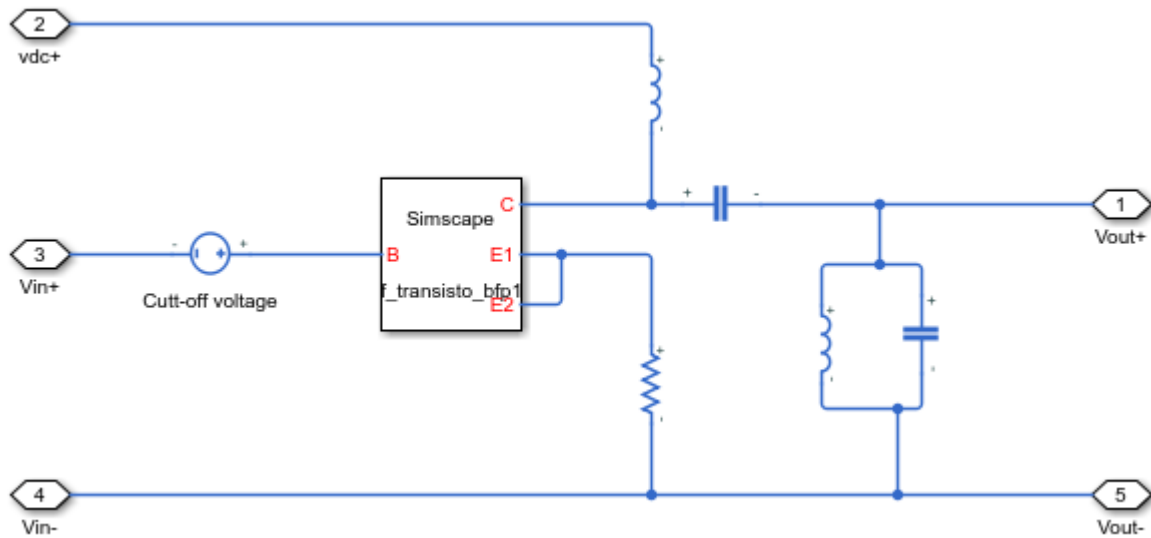 2
vdc+
Simscape
C
1
Vout+
3
Vin+
B
E1
Cutt-off voltage
f_transisto_bfp1
E2
4
Vin-
5
Vout-